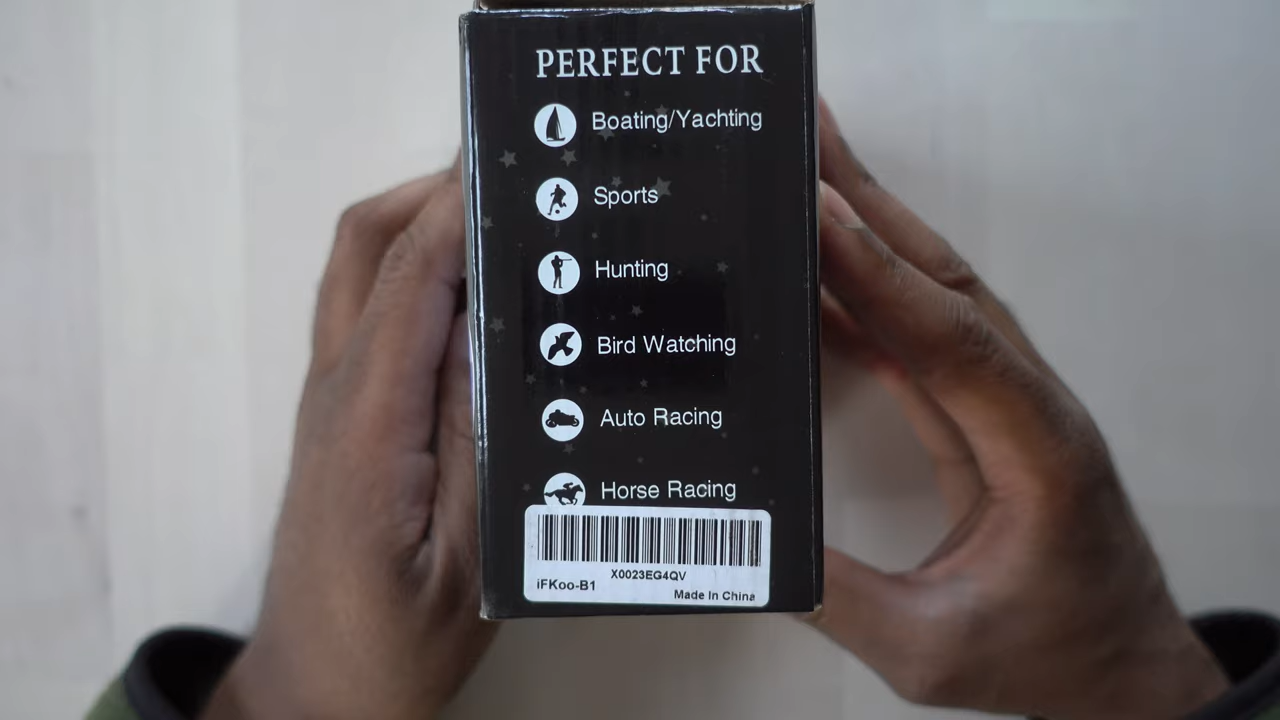 PERFECT FOR
Boating/Yachting
Sports
Hunting
Bird Watching
Auto Racing
Horse Racing
X0023EG4QV
iFKoo-B1
Made In China